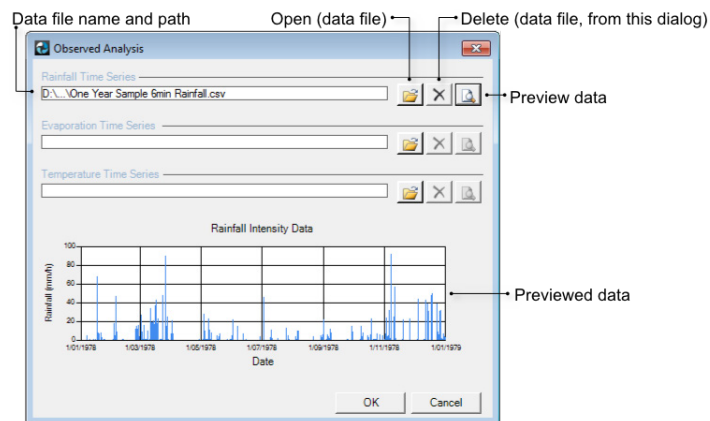 Data file name and path
Open (data file)
Delete (data file, from this dialog)
Observed Analysis
Rainfall Time Series
D:\...\One Year Sample 6min Rainfall.csv
Preview data
Evaporation Time Series
Temperature Time Series
Rainfall Intensity Data
100
80
60
40
20
0
Rainfall (mm/h)
1/01/1978 1/03/1978 1/05/1978 1/07/1978 1/09/1978 1/11/1978 1/01/1979
Date
Previewed data
OK Cancel